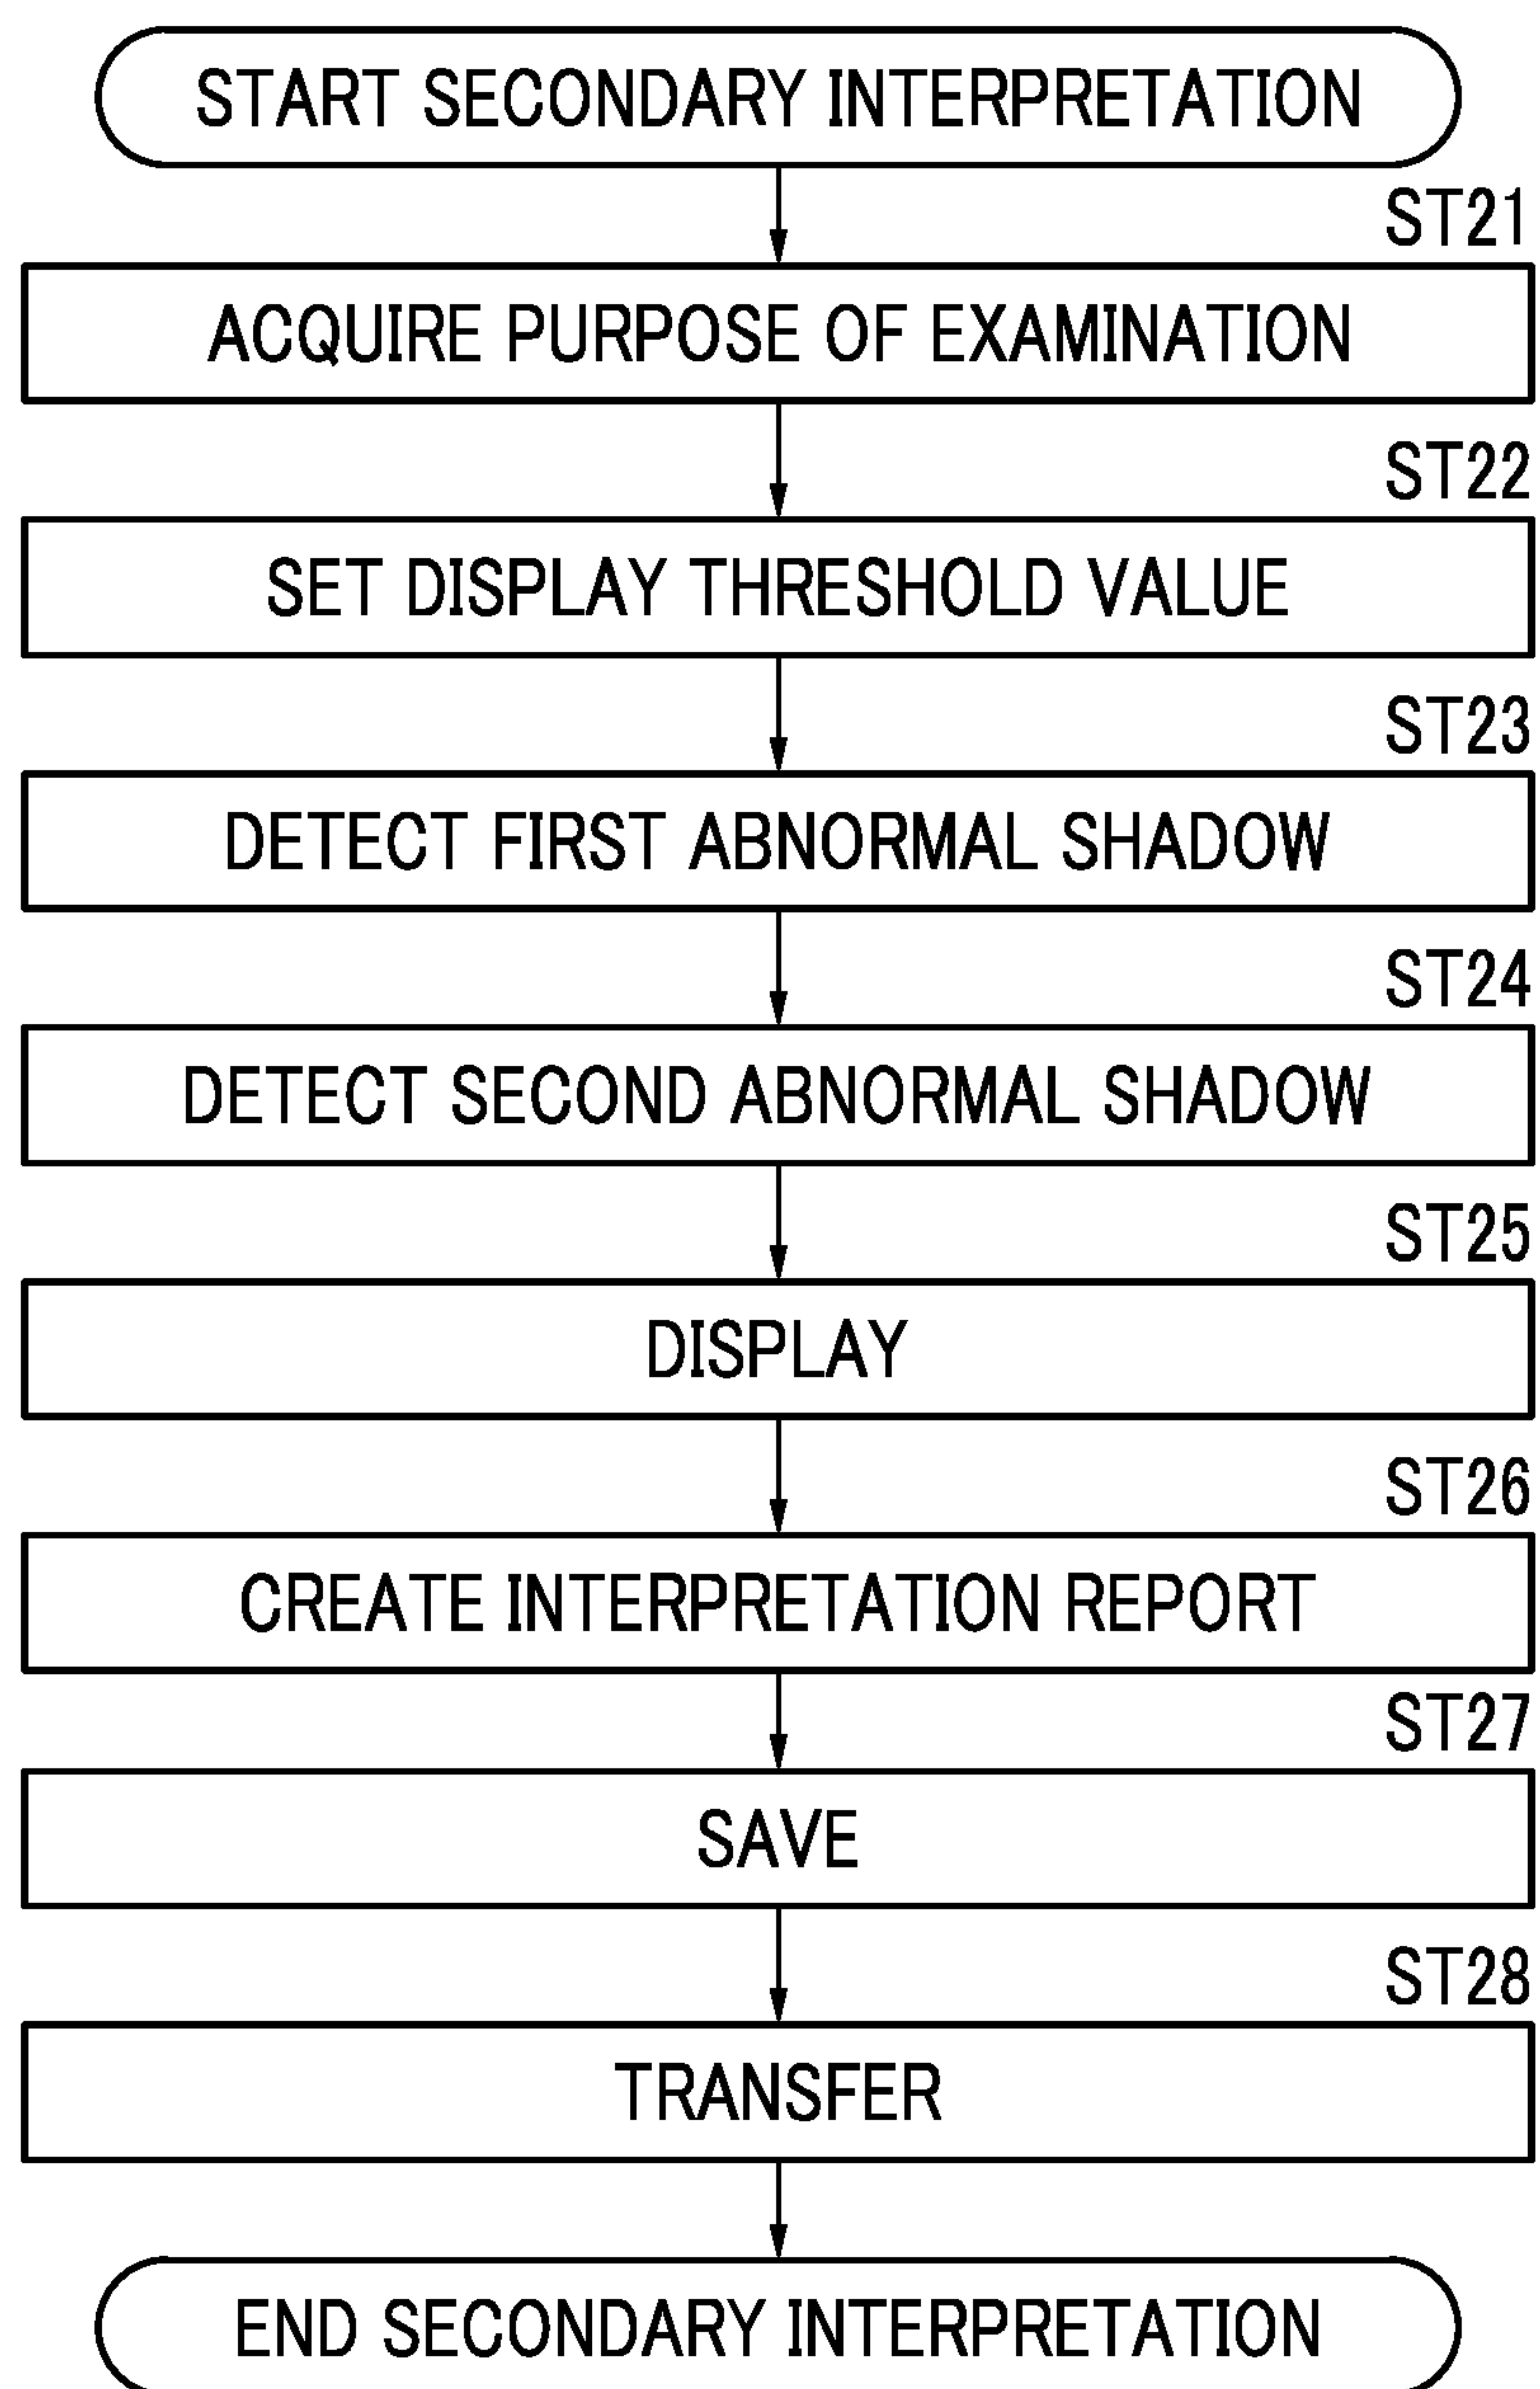 START SECONDARY INTERPRETATION
ST21
ACQUIRE PURPOSE OF EXAMINATION
ST22
SET DISPLAY THRESHOLD VALUE
ST23
DETECT FIRST ABNORMAL SHADOW
ST24
DETECT SECOND ABNORMAL SHADOW
ST25
DISPLAY
ST26
CREATE INTERPRETATION REPORT
ST27
SAVE
ST28
TRANSFER
END SECONDARY INTERPRETATION